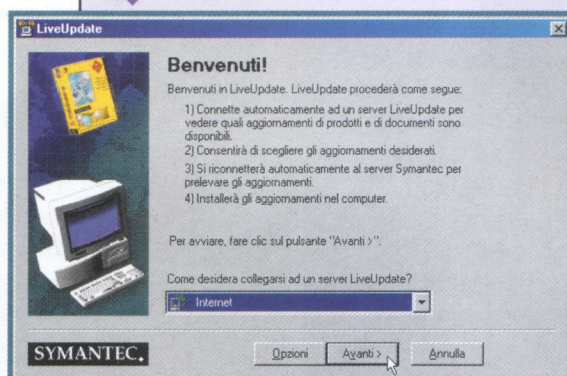 LiveUpdate
Benvenuti!
Benvenuti in LiveUpdate. LiveUpdate procederà come segue:
1) Connette automaticamente ad un server LiveUpdate per
vedere quali aggiornamenti di prodotti e di documenti sono
disponibili.
2) Consentirà di scegliere gli aggiornamenti desiderati.
3) Si riconnetterà automaticamente al server Symantec per
prelevare gli aggiornamenti.
4) Installerà gli aggiornamenti nel computer.
Per avviare, fare clic sul pulsante "Avanti >".
Come desidera collegarsi ad un server LiveUpdate?
Internet
SYMANTEC.
Opzioni
Avanti >
Annulla